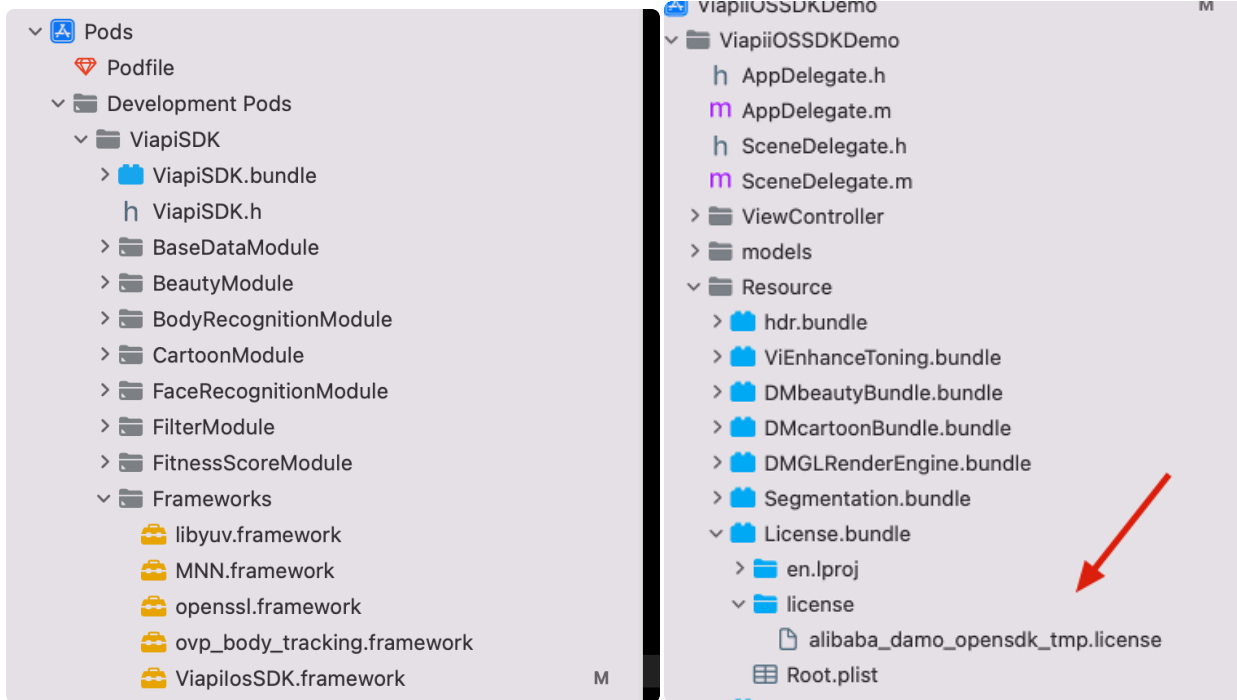 Pods
Podfile
Development Pods
ViapiSDK
ViapiSDK.bundle
h ViapiSDK.h
BaseDataModule
BeautyModule
BodyRecognitionModule
CartoonModule
FaceRecognitionModule
FilterModule
FitnessScoreModule
Frameworks
libyuv.framework
MNN.framework
openssl.framework
ovp_body_tracking.framework
ViapiIosSDK.framework M
ViapiiOSSDKDemo M
ViapiiOSSDKDemo
h AppDelegate.h
m AppDelegate.m
h SceneDelegate.h
m SceneDelegate.m
ViewController
models
Resource
hdr.bundle
ViEnhanceToning.bundle
DMbeautyBundle.bundle
DMcartoonBundle.bundle
DMGLRenderEngine.bundle
Segmentation.bundle
License.bundle
en.lproj
license
alibaba_damo_opensdk_tmp.license
Root.plist